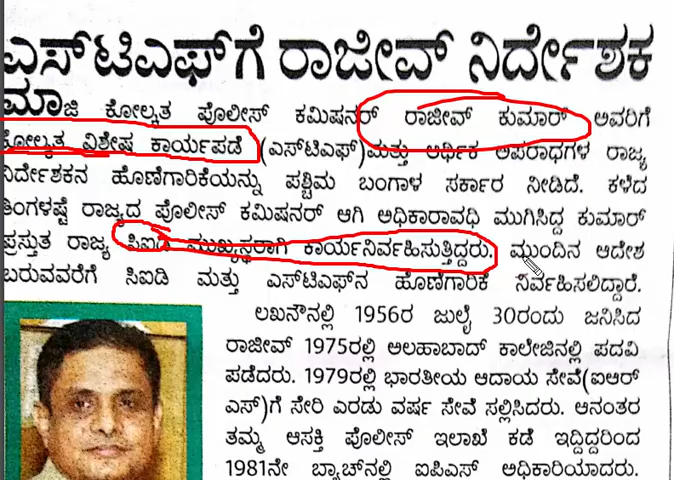 ಎಸ್‌ಟಿಎಫ್‌ಗೆ ರಾಜೀವ್ ನಿರ್ದೇಶಕ
ಮಾಜಿ ಕೋಲ್ಕತ ಪೊಲೀಸ್ ಕಮಿಷನರ್ ರಾಜೀವ್ ಕುಮಾರ್ ಅವರಿಗೆ
ಕೋಲ್ಕತ ವಿಶೇಷ ಕಾರ್ಯಪಡೆ (ಎಸ್‌ಟಿಎಫ್)ಮತ್ತು ಆರ್ಥಿಕ ಅಪರಾಧಗಳ ರಾಜ್ಯ
ನಿರ್ದೇಶಕನ ಹೊಣೆಗಾರಿಕೆಯನ್ನು ಪಶ್ಚಿಮ ಬಂಗಾಳ ಸರ್ಕಾರ ನೀಡಿದೆ. ಕಳೆದ
ತಿಂಗಳಷ್ಟೆ ರಾಜ್ಯದ ಪೊಲೀಸ್ ಕಮಿಷನರ್ ಆಗಿ ಅಧಿಕಾರಾವಧಿ ಮುಗಿಸಿದ್ದ ಕುಮಾರ್
ಪ್ರಸ್ತುತ ರಾಜ್ಯ ಸಿಐಡಿ ಮುಖ್ಯಸ್ಥರಾಗಿ ಕಾರ್ಯನಿರ್ವಹಿಸುತ್ತಿದ್ದರು. ಮುಂದಿನ ಆದೇಶ
ಬರುವವರೆಗೆ ಸಿಐಡಿ ಮತ್ತು ಎಸ್‌ಟಿಎಫ್‌ನ ಹೊಣೆಗಾರಿಕೆ ನಿರ್ವಹಿಸಲಿದ್ದಾರೆ.
ಲಖನೌನಲ್ಲಿ 1956ರ ಜುಲೈ 30ರಂದು ಜನಿಸಿದ
ರಾಜೀವ್ 1975ರಲ್ಲಿ ಅಲಹಾಬಾದ್ ಕಾಲೇಜಿನಲ್ಲಿ ಪದವಿ
ಪಡೆದರು. 1979ರಲ್ಲಿ ಭಾರತೀಯ ಆದಾಯ ಸೇವೆ(ಐಆರ್
ಎಸ್)ಗೆ ಸೇರಿ ಎರಡು ವರ್ಷ ಸೇವೆ ಸಲ್ಲಿಸಿದರು. ಆನಂತರ
ತಮ್ಮ ಆಸಕ್ತಿ ಪೊಲೀಸ್ ಇಲಾಖೆ ಕಡೆ ಇದ್ದಿದ್ದರಿಂದ
1981ನೇ ಬ್ಯಾಚ್‌ನಲ್ಲಿ ಐಪಿಎಸ್ ಅಧಿಕಾರಿಯಾದರು.